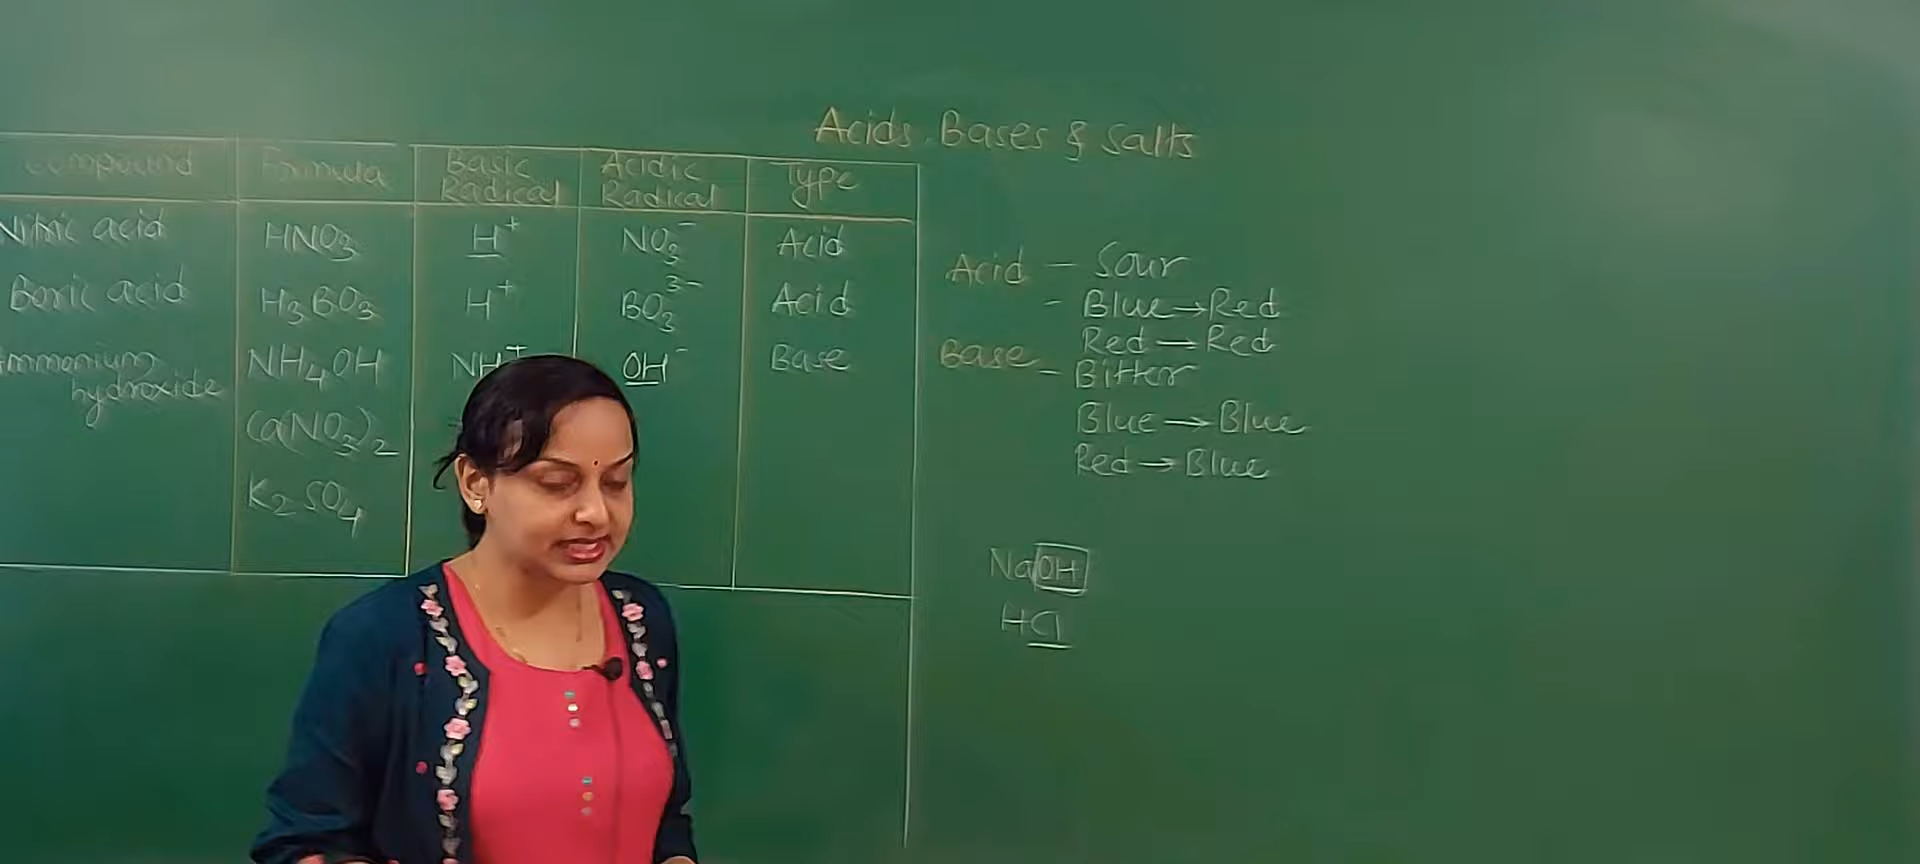 Acids, Bases & Salts
Compound Formula Basic Radical Acidic Radical Type
Nitric acid HNO₃ H⁺ NO₃⁻ Acid
Boric acid H₃BO₃ H⁺ BO₃³⁻ Acid
Ammonium hydroxide NH₄OH NH OH⁻ Base
Ca(NO₃)₂
K₂SO₄
Acid - Sour
- Blue → Red
Red → Red
Base - Bitter
Blue → Blue
Red → Blue
NaOH
HCl